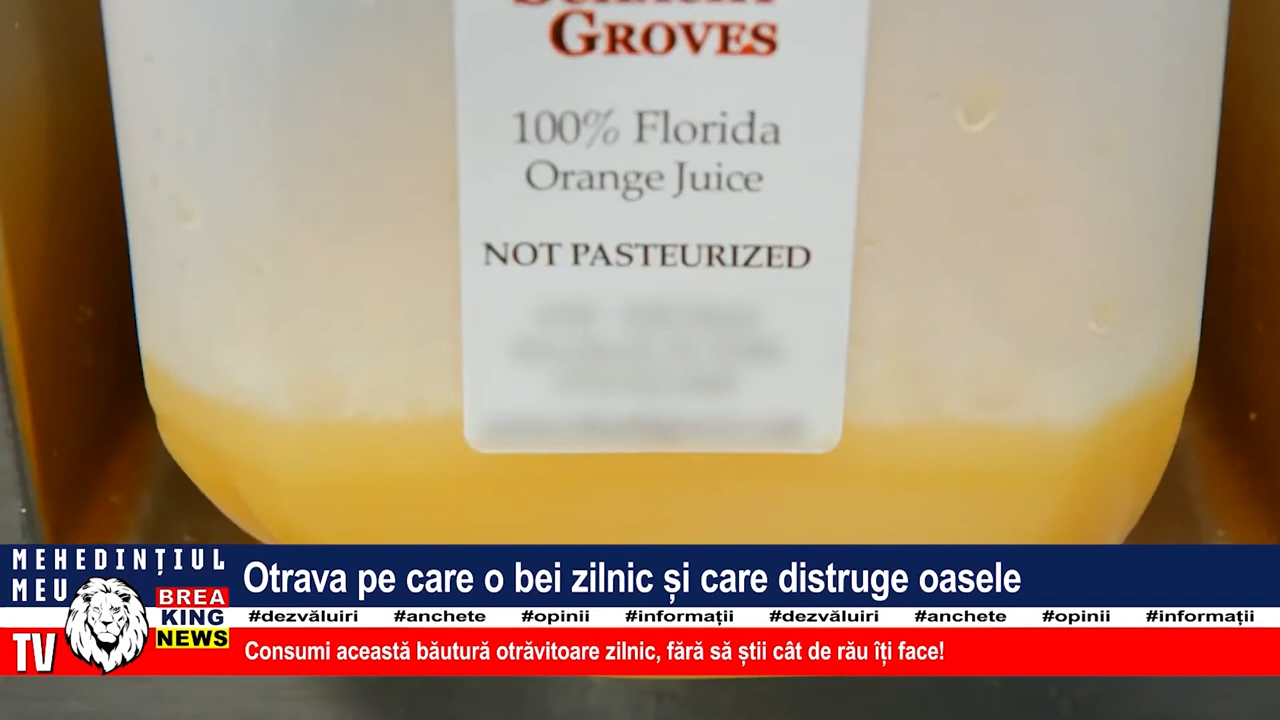 GROVES
100% Florida
Orange Juice
NOT PASTEURIZED
MEHEDINȚIUL
MEU
TV
BREA
KING
NEWS
Otrava pe care o bei zilnic și care distruge oasele
#dezvăluiri #anchete #opinii #informații #dezvăluiri #anchete #opinii #informații
Consumi această băutură otrăvitoare zilnic, fără să știi cât de rău îți face!